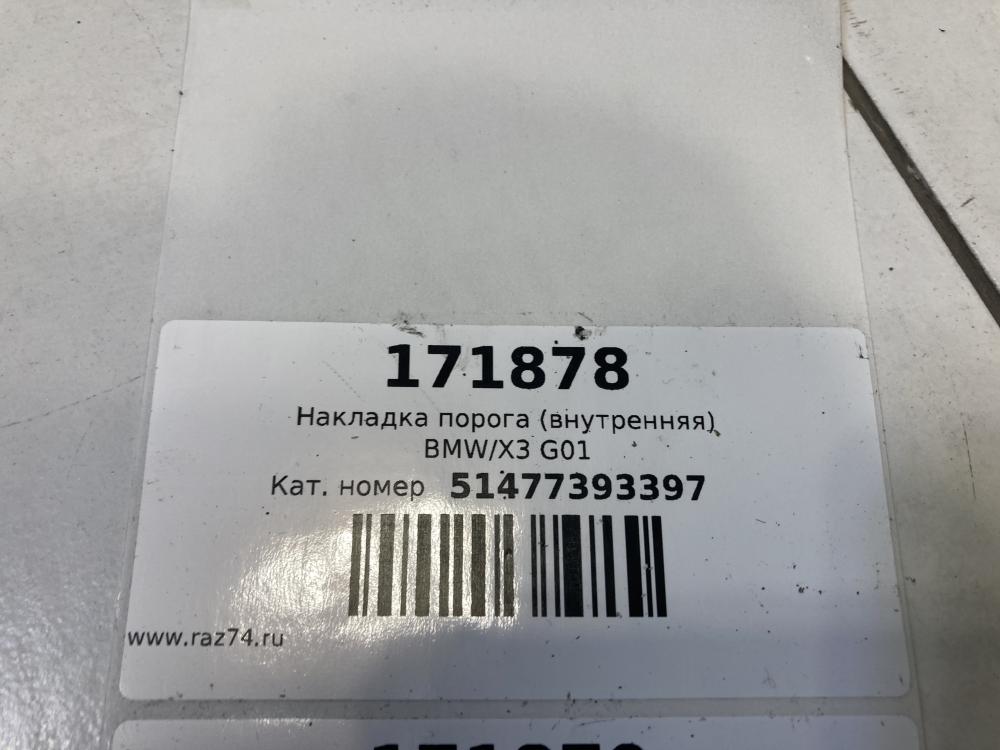 171878
Накладка порога (внутренняя)
BMW/X3 G01
Кат. номер 51477393397
www.raz74.ru